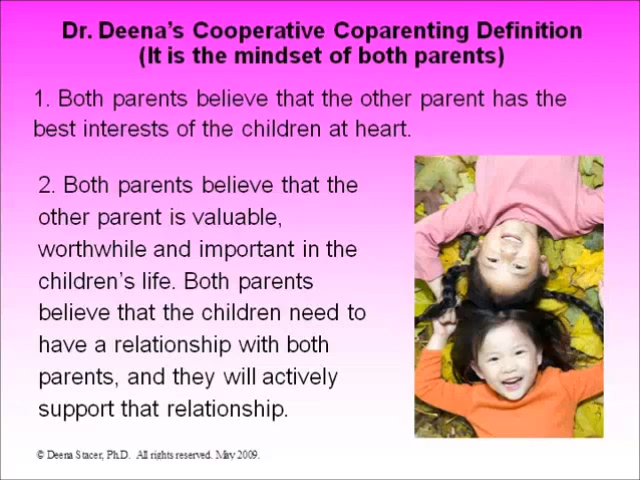 Dr. Deena's Cooperative Coparenting Definition
(It is the mindset of both parents)
1. Both parents believe that the other parent has the
best interests of the children at heart.
2. Both parents believe that the
other parent is valuable,
worthwhile and important in the
children's life. Both parents
believe that the children need to
have a relationship with both
parents, and they will actively
support that relationship.
© Deena Stacer, Ph.D. All rights reserved. May 2009.